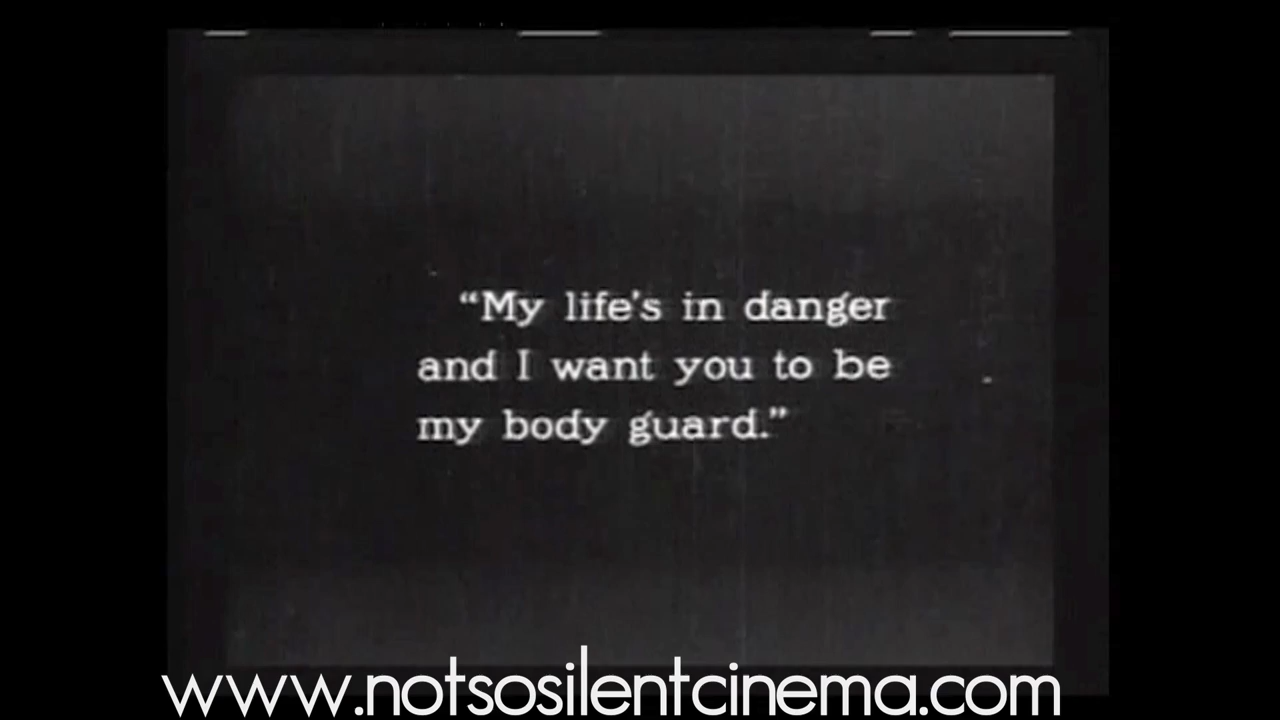 “My life's in danger
and I want you to be
my body guard.”
www.notsosilentcinema.com